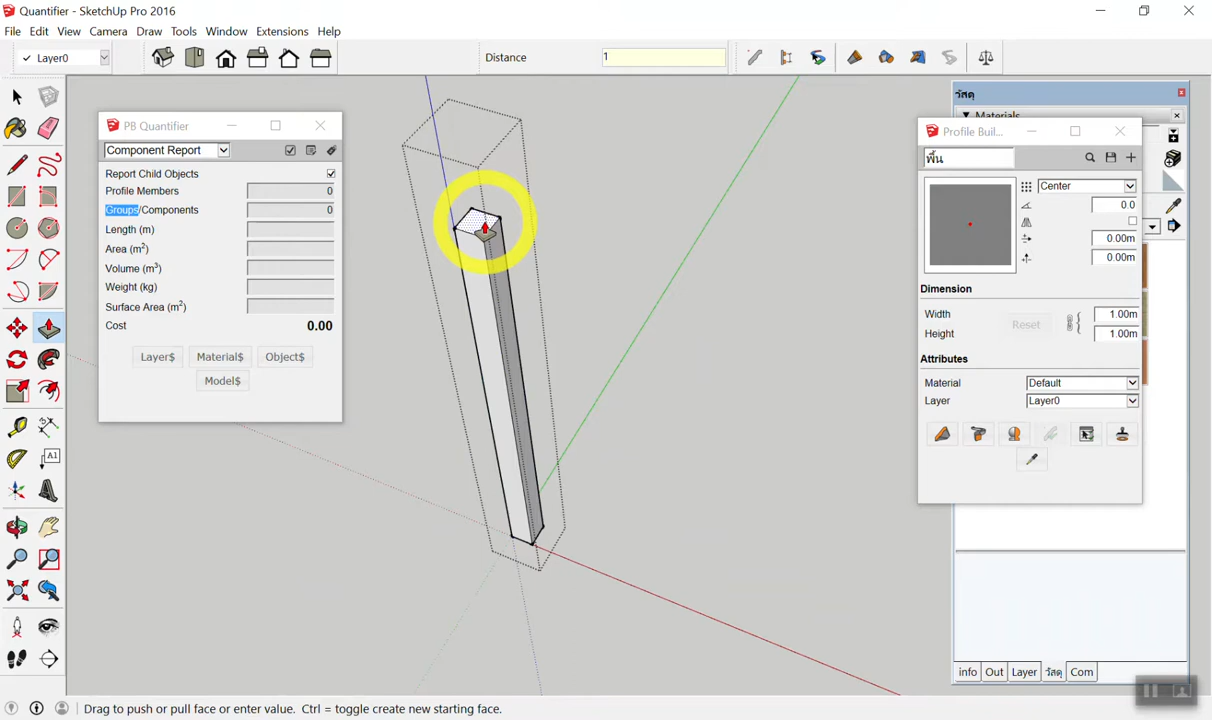 Quantifier - SketchUp Pro 2016
File Edit View Camera Draw Tools Window Extensions Help
Layer0
Distance
1
วัสดุ
Materials
PB Quantifier
Component Report
Report Child Objects
Profile Members 0
Groups/Components 0
Length (m)
Area (m²)
Volume (m³)
Weight (kg)
Surface Area (m²)
Cost 0.00
Layer$ Material$ Object$
Model$
Profile Buil...
พื้น
Center
0.0
0.00m
0.00m
Dimension
Width 1.00m
Height 1.00m
Reset
Attributes
Material Default
Layer Layer0
A1
info Out Layer วัสดุ Com
Drag to push or pull face or enter value. Ctrl = toggle create new starting face.